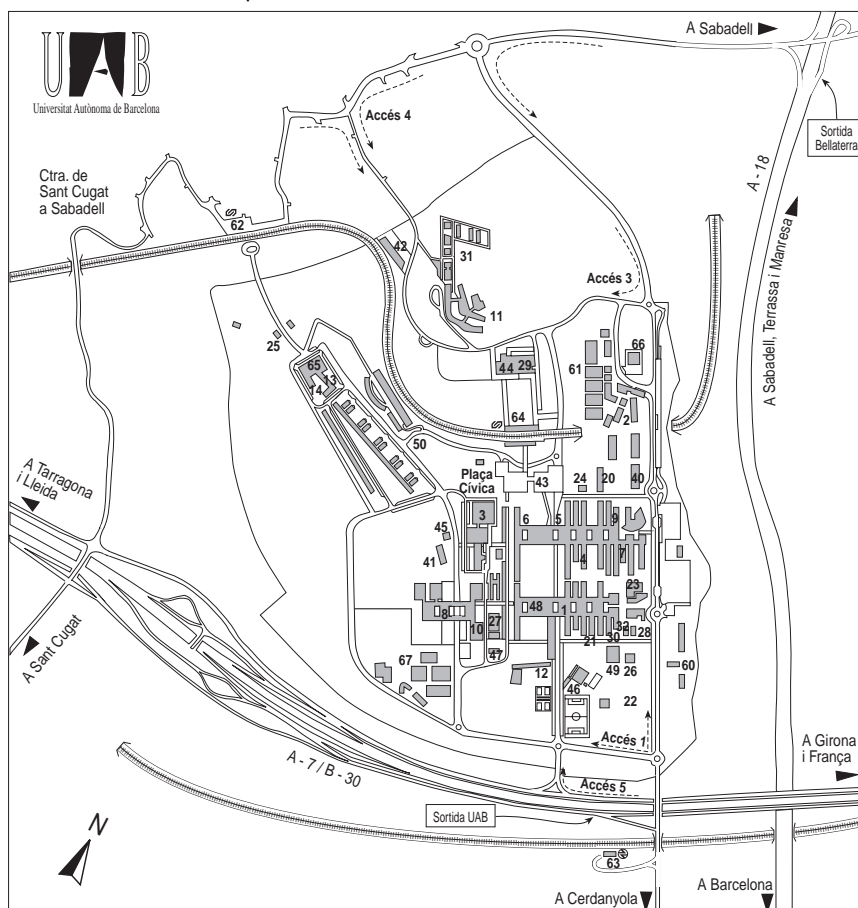 UAB
Universitat Autònoma de Barcelona
A Sabadell
Accés 4
Sortida
Bellaterra
Ctra. de
Sant Cugat
a Sabadell
A - 18
A Sabadell, Terrassa i Manresa
62
42
31
Accés 3
11
25
66
65
13
14
44
29
61
2
64
50
A Tarragona
i Lleida
Plaça
Cívica
43
24
20
40
3
6
5
9
45
41
4
7
23
8
10
27
48
1
21
30
32
28
47
67
12
49
26
60
46
22
A Sant Cugat
Accés 1
A Girona
i França
A - 7 / B - 30
Accés 5
Sortida UAB
N
63
A Cerdanyola
A Barcelona